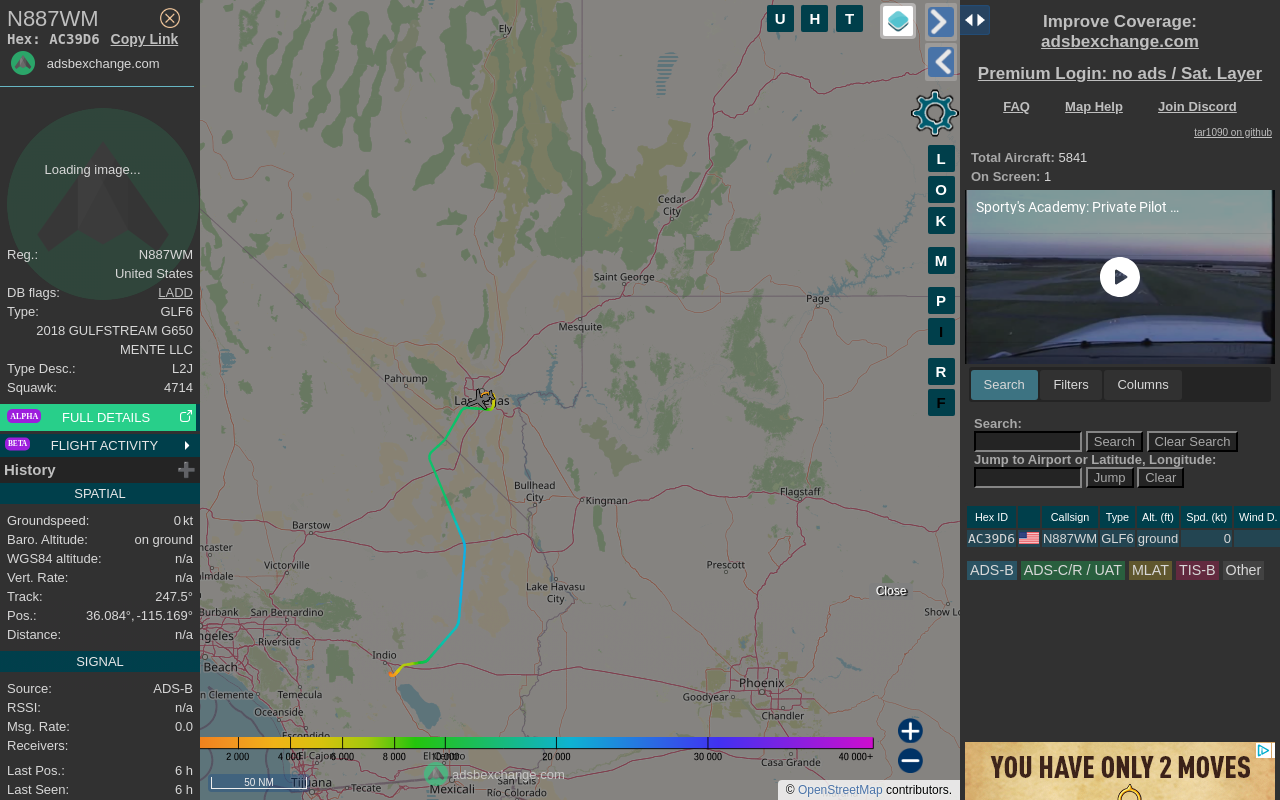 N887WM
Hex: AC39D6 Copy Link
adsbexchange.com
Loading image...
Reg.: N887WM
United States
DB flags: LADD
Type: GLF6
2018 GULFSTREAM G650
MENTE LLC
Type Desc.: L2J
Squawk: 4714
ALPHA FULL DETAILS
BETA FLIGHT ACTIVITY
History
SPATIAL
Groundspeed: 0 kt
Baro. Altitude: on ground
WGS84 altitude: n/a
Vert. Rate: n/a
Track: 247.5°
Pos.: 36.084°, -115.169°
Distance: n/a
SIGNAL
Source: ADS-B
RSSI: n/a
Msg. Rate: 0.0
Receivers:
Last Pos.: 6 h
Last Seen: 6 h
U H T
L
O
K
M
P
I
R
F
Ely
Cedar
City
Saint George
Page
Mesquite
Pahrump
Bullhead
City
Kingman
Flagstaff
Barstow
ncaster
Victorville
lmdale
Lake Havasu
City
Prescott
Close
Burbank San Bernardino
Show Lo
ngeles
Riverside
Indio
Beach
n Clemente Temecula
Phoenix
Goodyear
Oceanside
Chandler
Escondido
2 000 4 000 6 000 8 000 20 000 30 000 40 000+
El Cajon
El Centro
Casa Grande
adsbexchange.com
50 NM
Tijuana
Tecate
Mexicali
San Luis
Río Colorado
© OpenStreetMap contributors.
Improve Coverage:
adsbexchange.com
Premium Login: no ads / Sat. Layer
FAQ Map Help Join Discord
tar1090 on github
Total Aircraft: 5841
On Screen: 1
Sporty's Academy: Private Pilot ...
Search Filters Columns
Search:
Search Clear Search
Jump to Airport or Latitude, Longitude:
Jump Clear
Hex ID Callsign Type Alt. (ft) Spd. (kt) Wind D.
AC39D6 N887WM GLF6 ground 0
ADS-B ADS-C/R / UAT MLAT TIS-B Other
YOU HAVE ONLY 2 MOVES